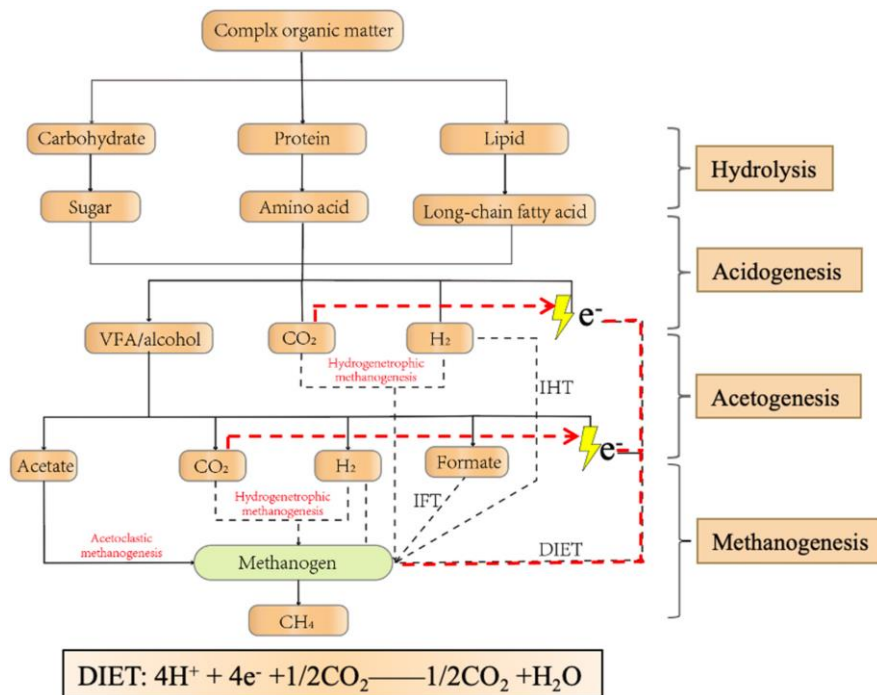 Complx organic matter
Carbohydrate
Protein
Lipid
Hydrolysis
Sugar
Amino acid
Long-chain fatty acid
Acidogenesis
VFA/alcohol
CO₂
H₂
e⁻
Hydrogenetrophic
methanogenesis
IHT
Acetogenesis
Acetate
CO₂
H₂
Formate
e⁻
Hydrogenetrophic
methanogenesis
IFT
Acetoclastic
methanogenesis
Methanogen
DIET
Methanogenesis
CH₄
DIET: 4H⁺ + 4e⁻ +1/2CO₂——1/2CO₂ +H₂O